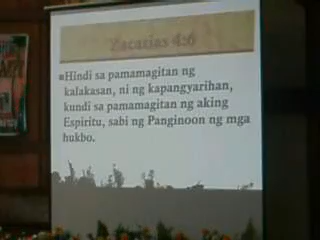 Zacarias 4:6
Hindi sa pamamagitan ng
kalakasan, ni ng kapangyarihan,
kundi sa pamamagitan ng aking
Espiritu, sabi ng Panginoon ng mga
hukbo.